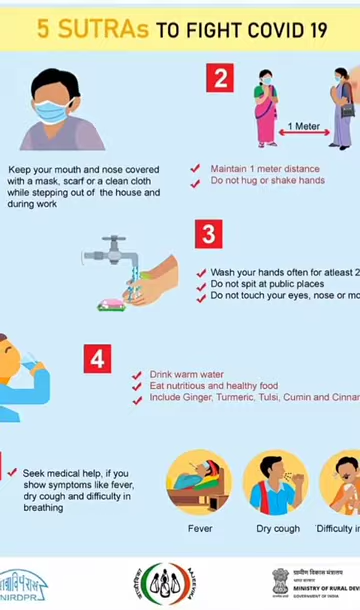 5 SUTRAs TO FIGHT COVID 19
Keep your mouth and nose covered
with a mask, scarf or a clean cloth
while stepping out of the house and
during work
2
1 Meter
Maintain 1 meter distance
Do not hug or shake hands
3
Wash your hands often for atleast 2
Do not spit at public places
Do not touch your eyes, nose or
4
Drink warm water
Eat nutritious and healthy food
Include Ginger, Turmeric, Tulsi, Cumin and
Seek medical help, if you
show symptoms like fever,
dry cough and difficulty in
breathing
Fever
Dry cough
Difficulty
NIRDPR
ग्रामीण विकास मंत्रालय
MINISTRY OF RURAL
GOVERNMENT OF INDIA